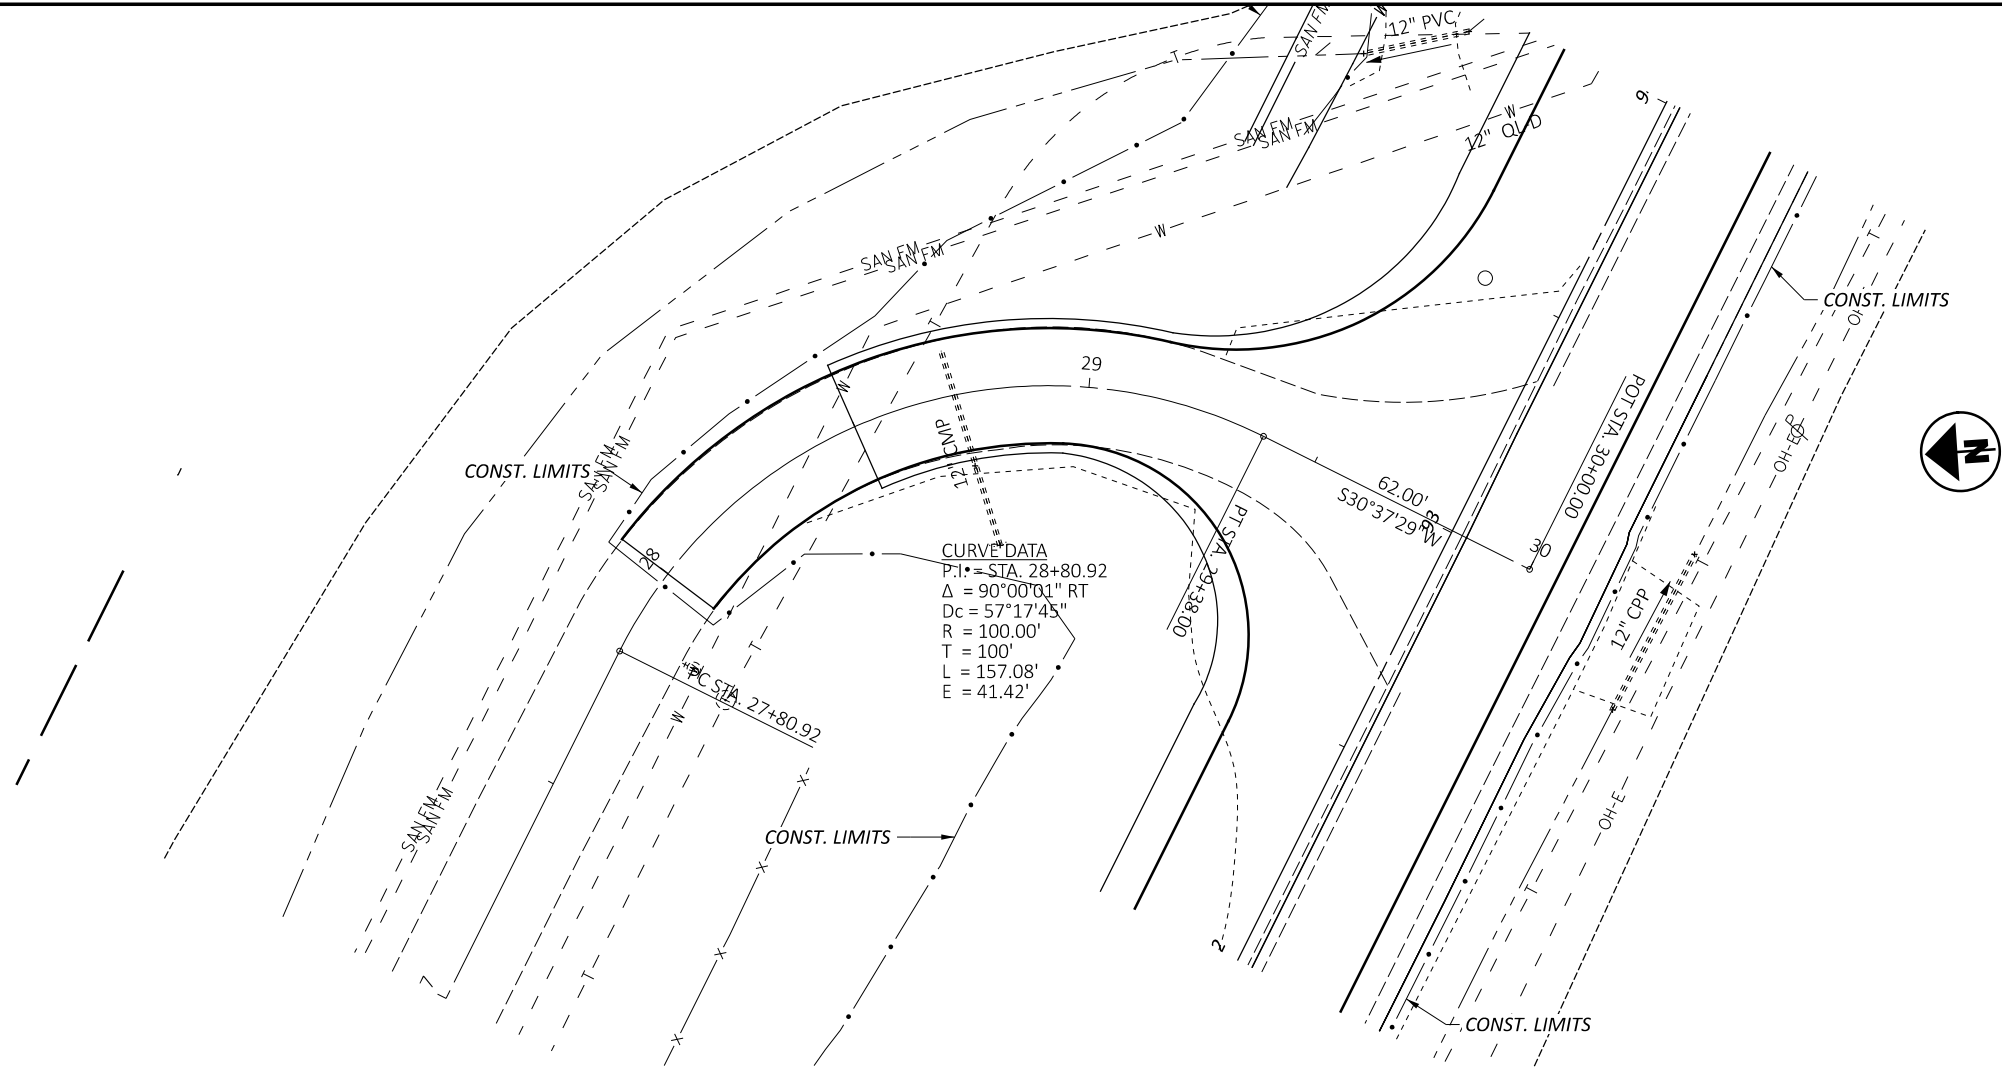 12" PVC
SAN FM
W
T
9
W
12" QL-D
SAN FM
SAN FM
W
T
SAN FM
SAN FM
CONST. LIMITS
OH-E
T
29
W
POT STA. 30+00.00
P
OH-E
N
12" CMP
CONST. LIMITS
SAN FM
SAN FM
62.00'
S30°37'29"W
93
30
PT STA. 29+38.00
28
CURVE DATA
P.I. = STA. 28+80.92
Δ = 90°00'01" RT
Dc = 57°17'45"
R = 100.00'
T = 100'
L = 157.08'
E = 41.42'
T
12" CPP
T
PC STA. 27+80.92
W
X
SAN FM
SAN FM
OH-E
CONST. LIMITS
X
T
2
X
7
T
CONST. LIMITS
X